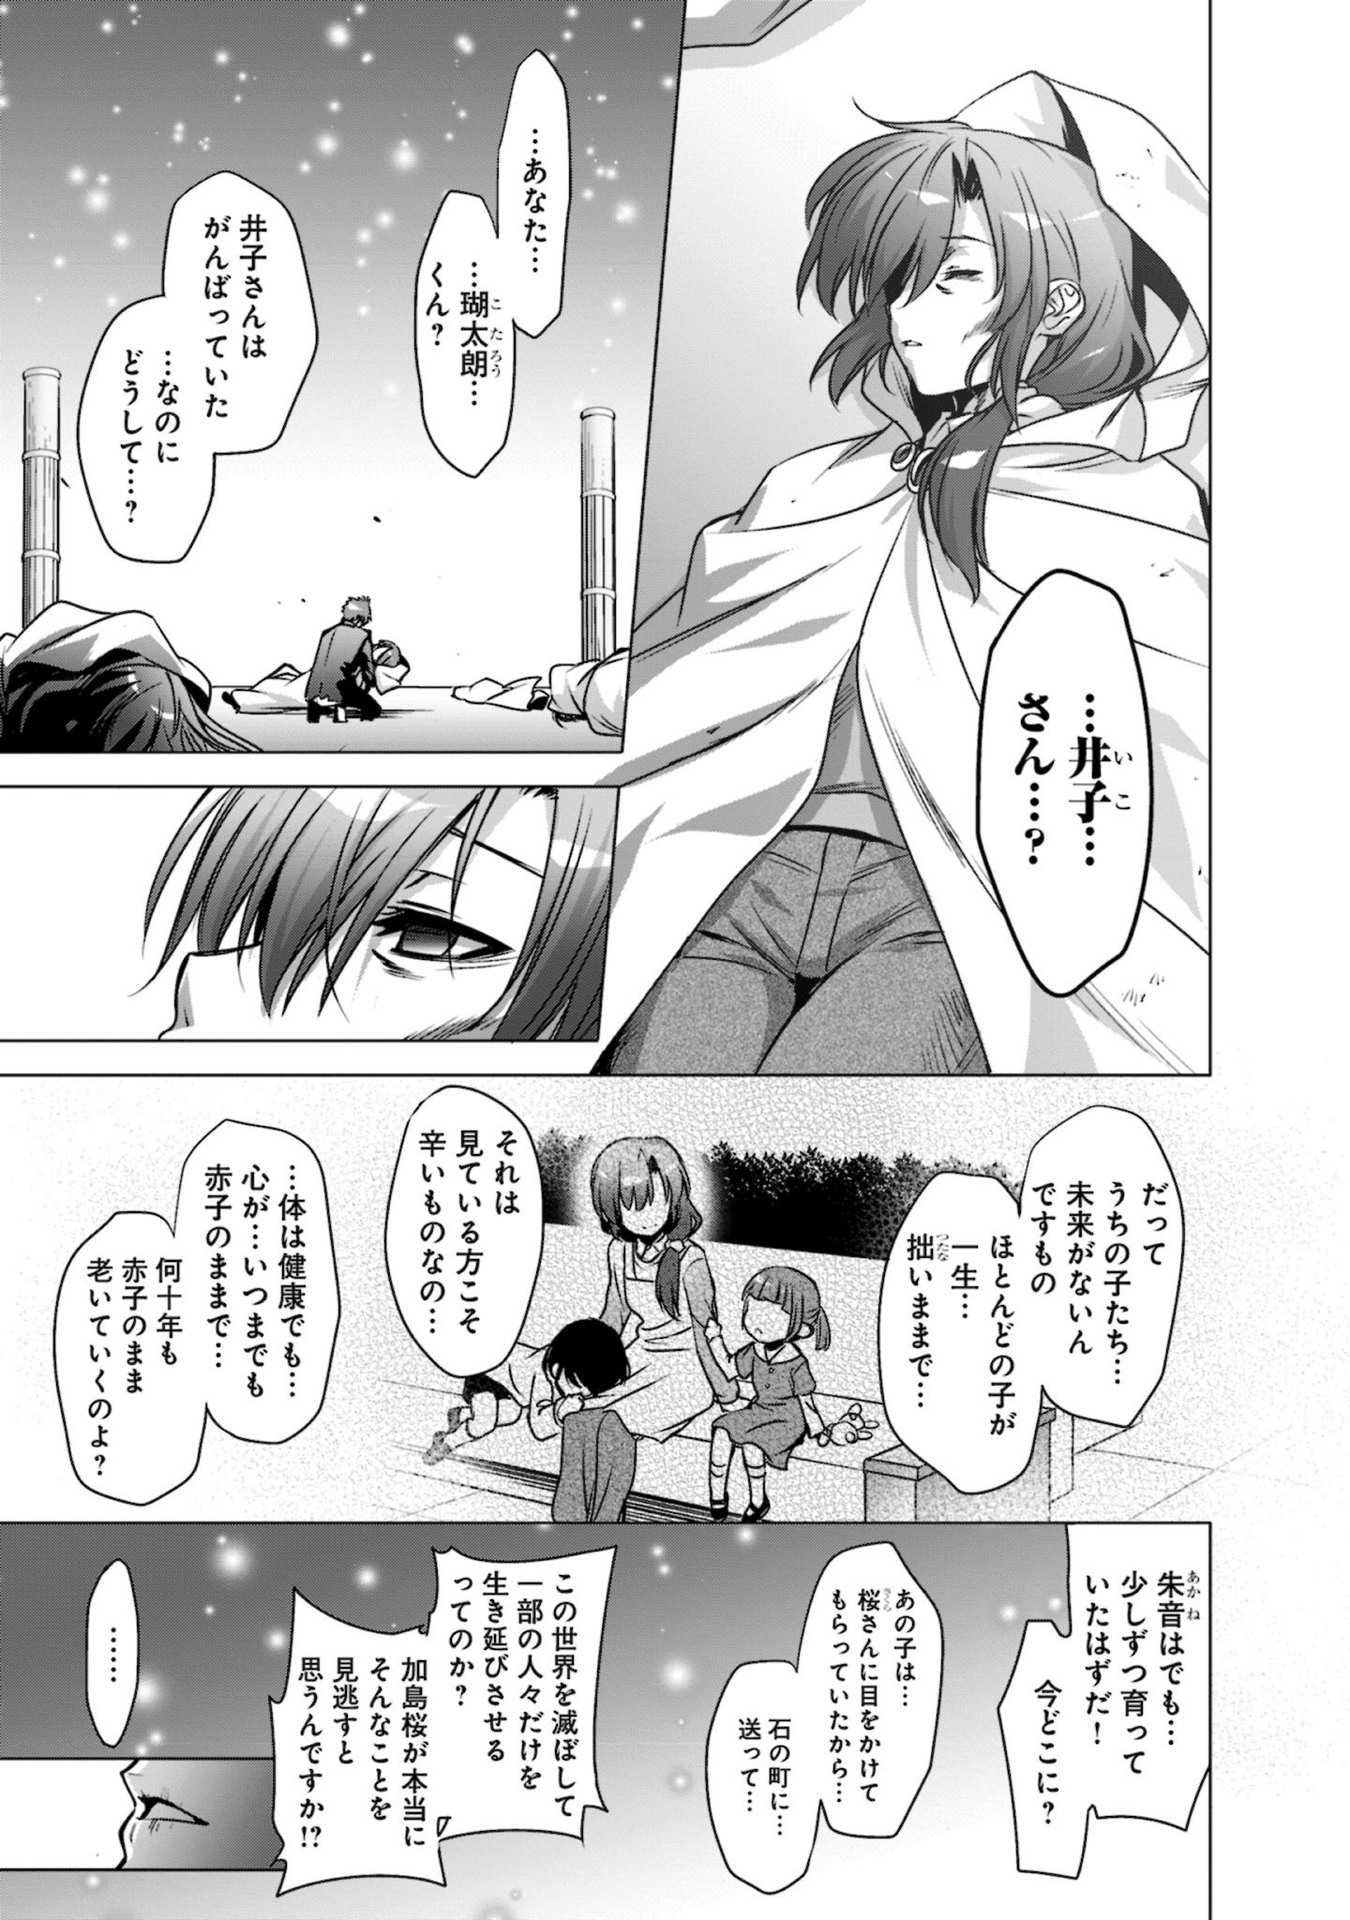 …井子…
さん……？
…あなた…
…瑚太朗…
くん？
井子さんは
がんばっていた
…なのに
どうして…？
だって
うちの子たち…
未来がないん
ですもの
ほとんどの子が
一生…
拙いままで…
それは
見ている方こそ
辛いものなの…
…体は健康でも…
心が…いつまでも
赤子のままで…
何十年も
赤子のまま
老いていくのよ？
朱音はでも…
少しずつ育って
いたはずだ！
今どこに？
あの子は…
桜さんに目をかけて
もらっていたから…
石の町に…
送って…
この世界を滅ぼして
一部の人々だけを
生き延びさせる
ってのか？
加島桜が本当に
そんなことを
見逃すと
思うんですか!?
……